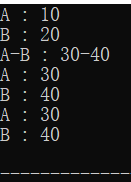 A : 10
B : 20
A-B : 30-40
A : 30
B : 40
A : 30
B : 40
-------------